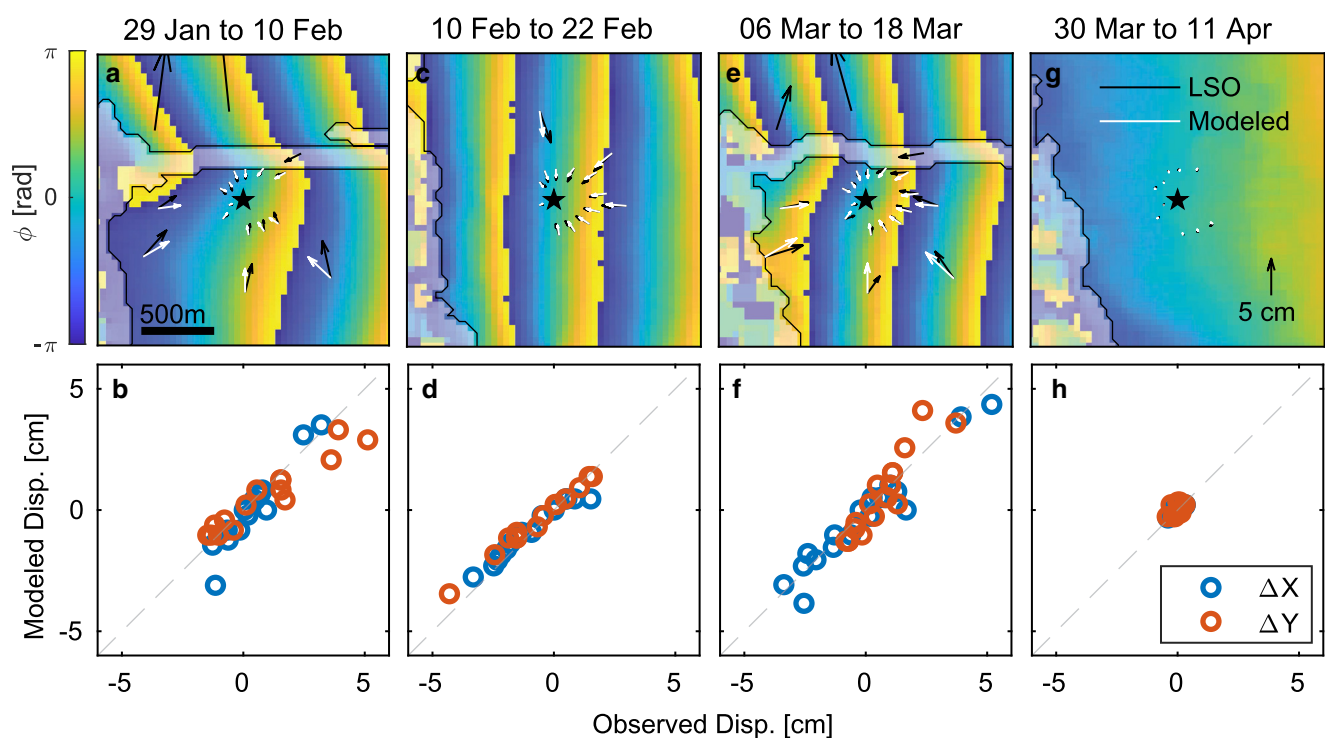 29 Jan to 10 Feb
10 Feb to 22 Feb
06 Mar to 18 Mar
30 Mar to 11 Apr
π
0
-π
ϕ [rad]
a
500m
c
e
g
LSO
Modeled
5 cm
b
d
f
h
5
0
-5
Modeled Disp. [cm]
ΔX
ΔY
-5 0 5
-5 0 5
-5 0 5
-5 0 5
Observed Disp. [cm]